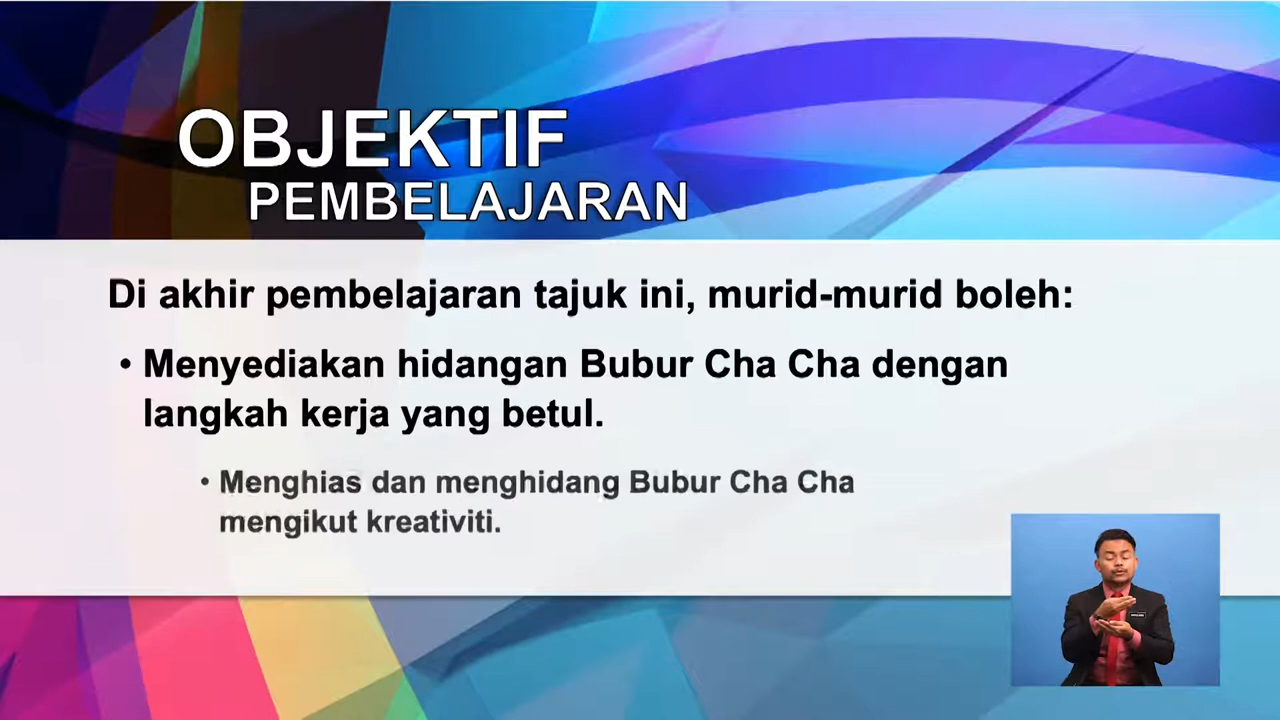 OBJEKTIF
PEMBELAJARAN
Di akhir pembelajaran tajuk ini, murid-murid boleh:
• Menyediakan hidangan Bubur Cha Cha dengan
langkah kerja yang betul.
• Menghias dan menghidang Bubur Cha Cha
mengikut kreativiti.